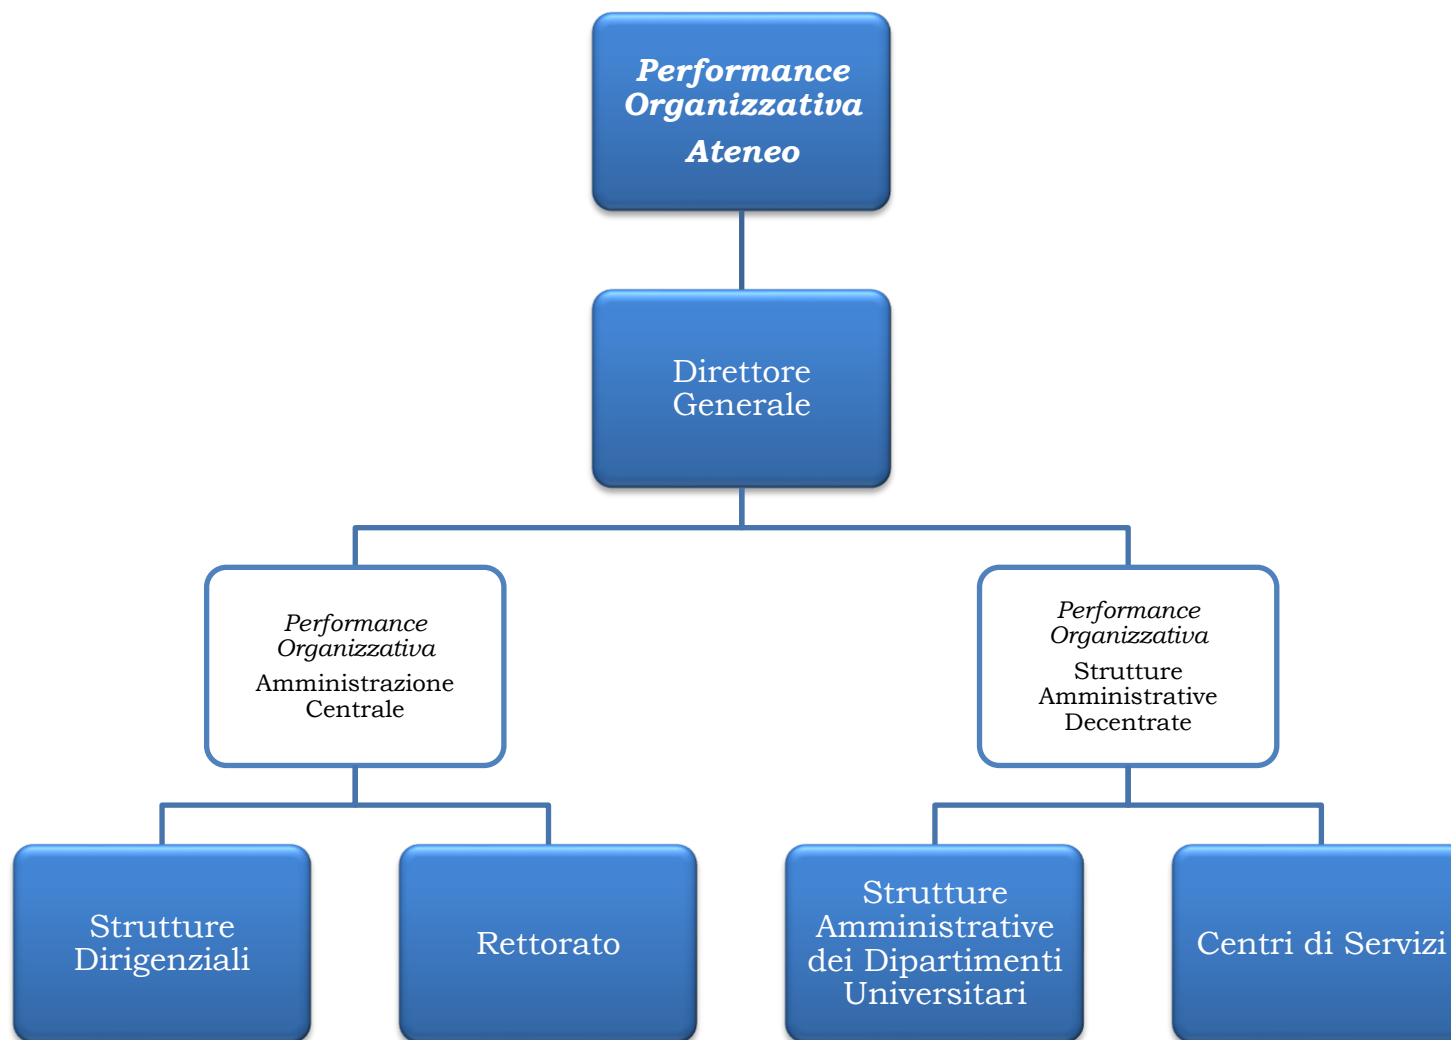 Performance
Organizzativa
Ateneo
Direttore
Generale
Performance
Organizzativa
Amministrazione
Centrale
Performance
Organizzativa
Strutture
Amministrative
Decentrate
Strutture
Dirigenziali
Rettorato
Strutture
Amministrative
dei Dipartimenti
Universitari
Centri di Servizi